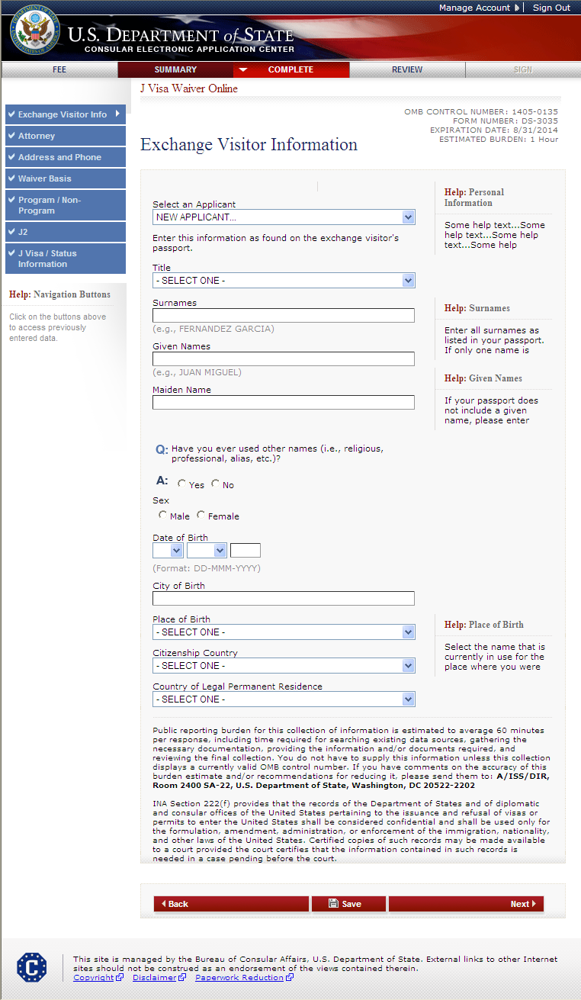 Manage Account
Sign Out
U.S. DEPARTMENT of STATE
CONSULAR ELECTRONIC APPLICATION CENTER
FEE
SUMMARY
COMPLETE
REVIEW
SIGN
J Visa Waiver Online
OMB CONTROL NUMBER: 1405-0135
FORM NUMBER: DS-3035
EXPIRATION DATE: 8/31/2014
ESTIMATED BURDEN: 1 Hour
Exchange Visitor Information
Exchange Visitor Info
Attorney
Address and Phone
Waiver Basis
Program / Non-
Program
J2
J Visa / Status
Information
Help: Navigation Buttons
Click on the buttons above
to access previously
entered data.
Select an Applicant
NEW APPLICANT...
Enter this information as found on the exchange visitor's
passport.
Help: Personal
Information
Some help text...Some
help text...Some help
text...Some help
Title
- SELECT ONE -
Surnames
(e.g., FERNANDEZ GARCIA)
Help: Surnames
Enter all surnames as
listed in your passport.
If only one name is
Given Names
(e.g., JUAN MIGUEL)
Help: Given Names
If your passport does
not include a given
name, please enter
Maiden Name
Q: Have you ever used other names (i.e., religious,
professional, alias, etc.)?
A: Yes No
Sex
Male Female
Date of Birth
(Format: DD-MMM-YYYY)
City of Birth
Place of Birth
- SELECT ONE -
Help: Place of Birth
Select the name that is
currently in use for the
place where you were
Citizenship Country
- SELECT ONE -
Country of Legal Permanent Residence
- SELECT ONE -
Public reporting burden for this collection of information is estimated to average 60 minutes
per response, including time required for searching existing data sources, gathering the
necessary documentation, providing the information and/or documents required, and
reviewing the final collection. You do not have to supply this information unless this collection
displays a currently valid OMB control number. If you have comments on the accuracy of this
burden estimate and/or recommendations for reducing it, please send them to: A/ISS/DIR,
Room 2400 SA-22, U.S. Department of State, Washington, DC 20522-2202
INA Section 222(f) provides that the records of the Department of States and of diplomatic
and consular offices of the United States pertaining to the issuance and refusal of visas or
permits to enter the United States shall be considered confidential and shall be used only for
the formulation, amendment, administration, or enforcement of the immigration, nationality,
and other laws of the United States. Certified copies of such records may be made available
to a court provided the court certifies that the information contained in such records is
needed in a case pending before the court.
Back
Save
Next
C
This site is managed by the Bureau of Consular Affairs, U.S. Department of State. External links to other Internet
sites should not be construed as an endorsement of the views contained therein.
Copyright Disclaimer Paperwork Reduction